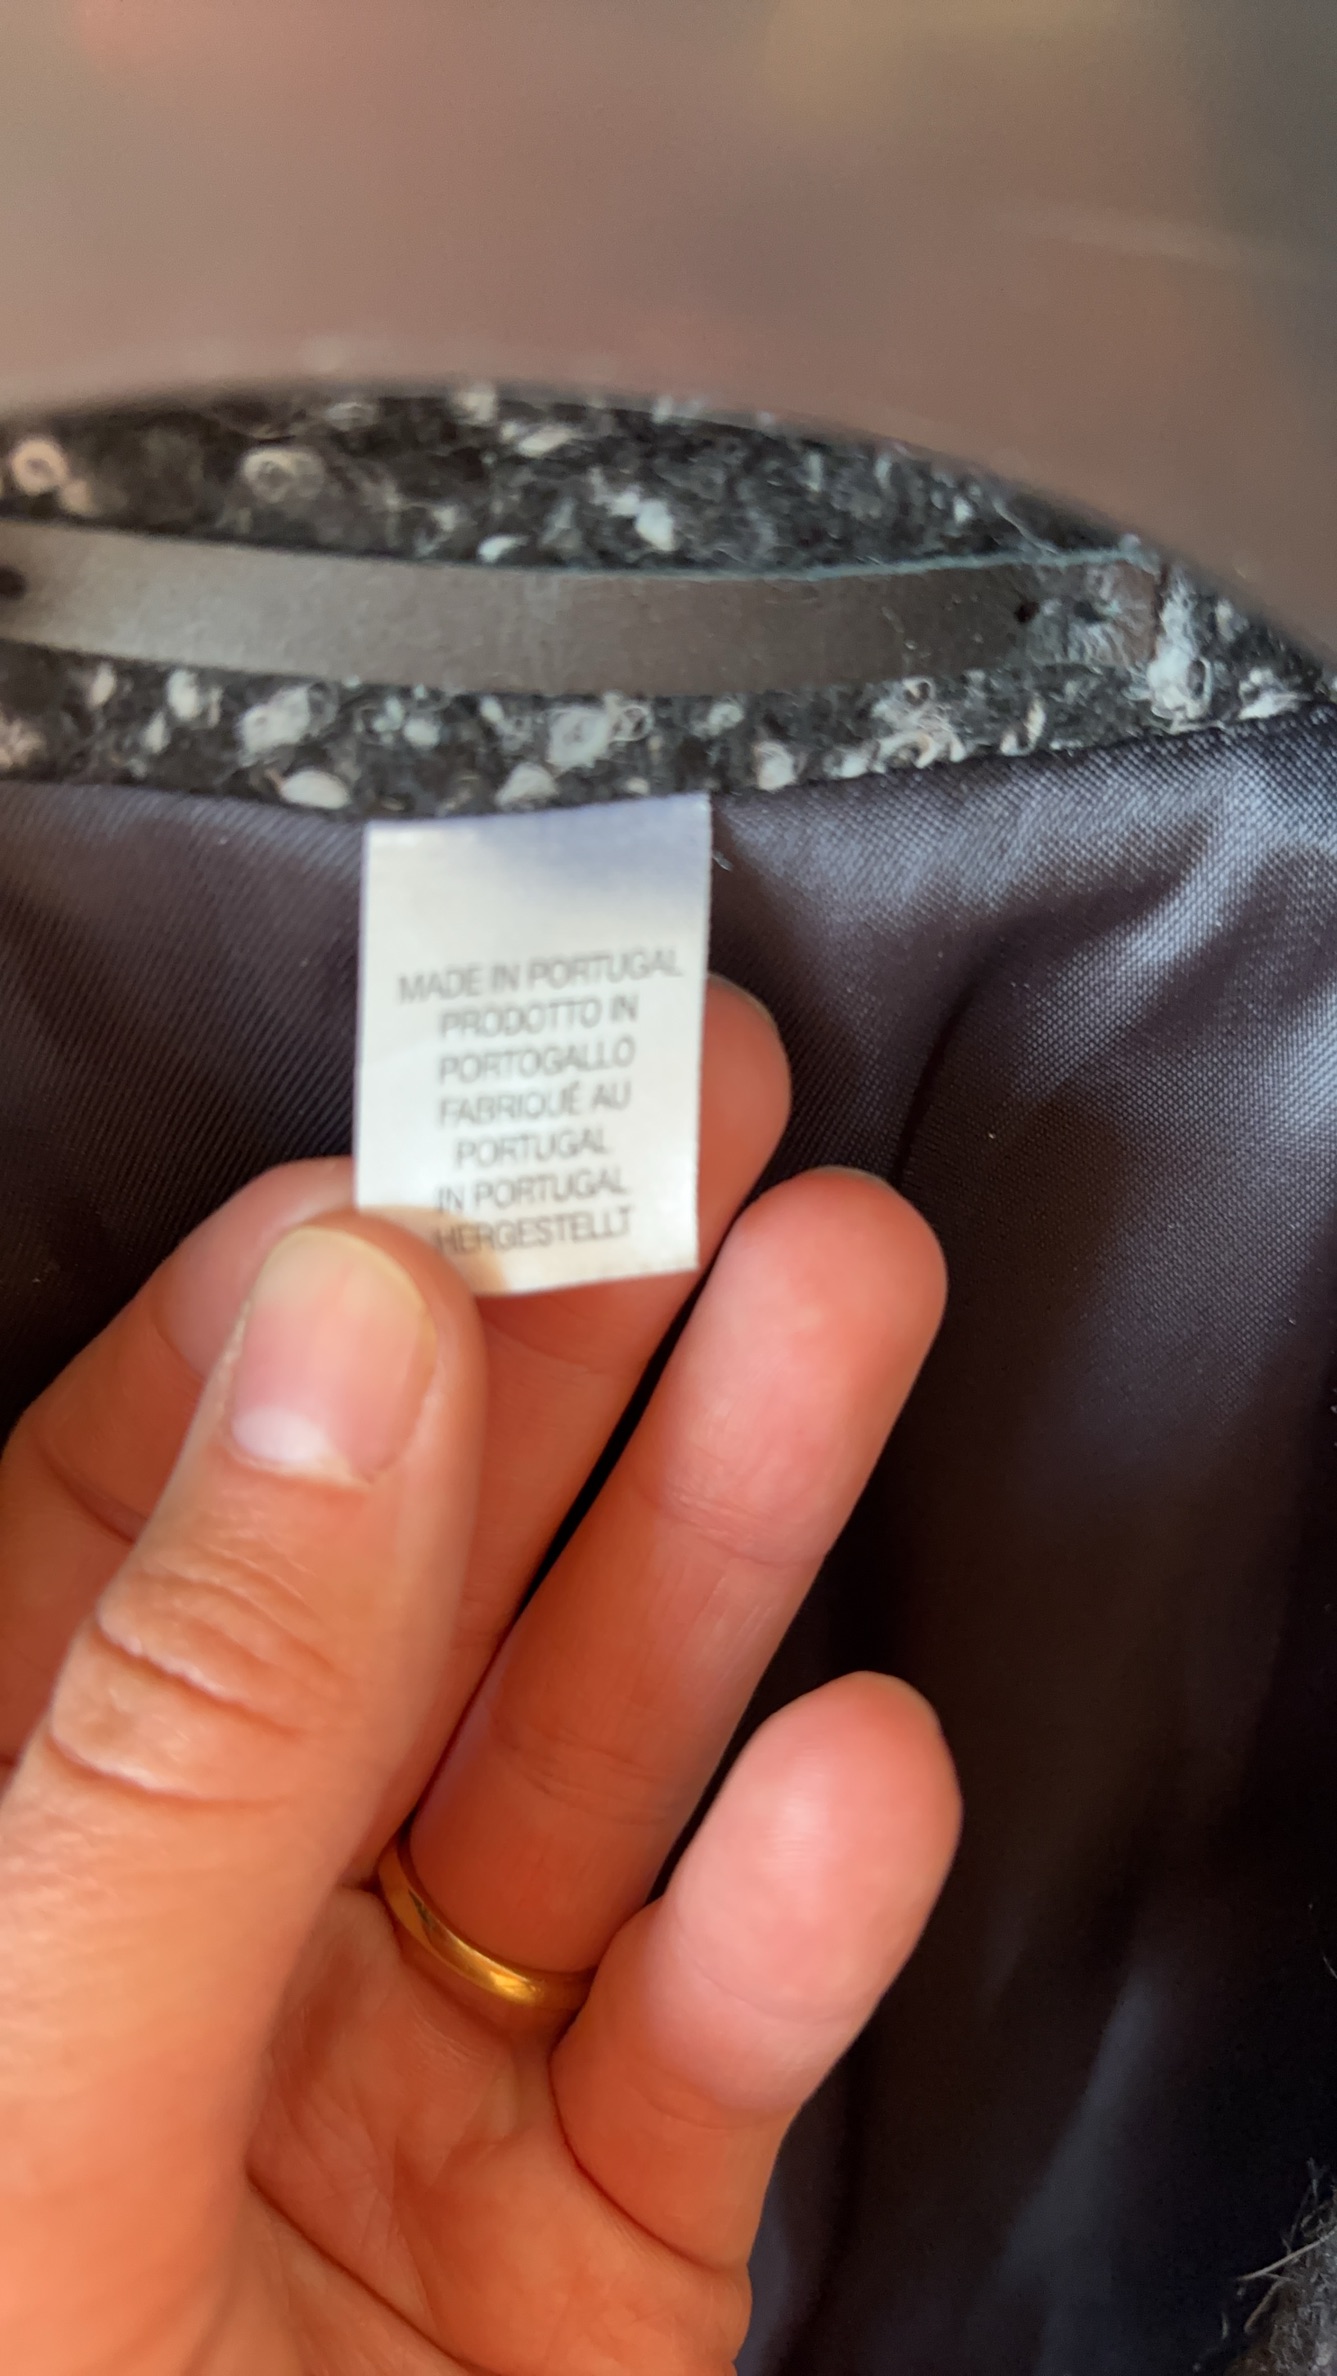 MADE IN PORTUGAL
PRODOTTO IN
PORTOGALLO
FABRIQUÉ AU
PORTUGAL
IN PORTUGAL
HERGESTELLT